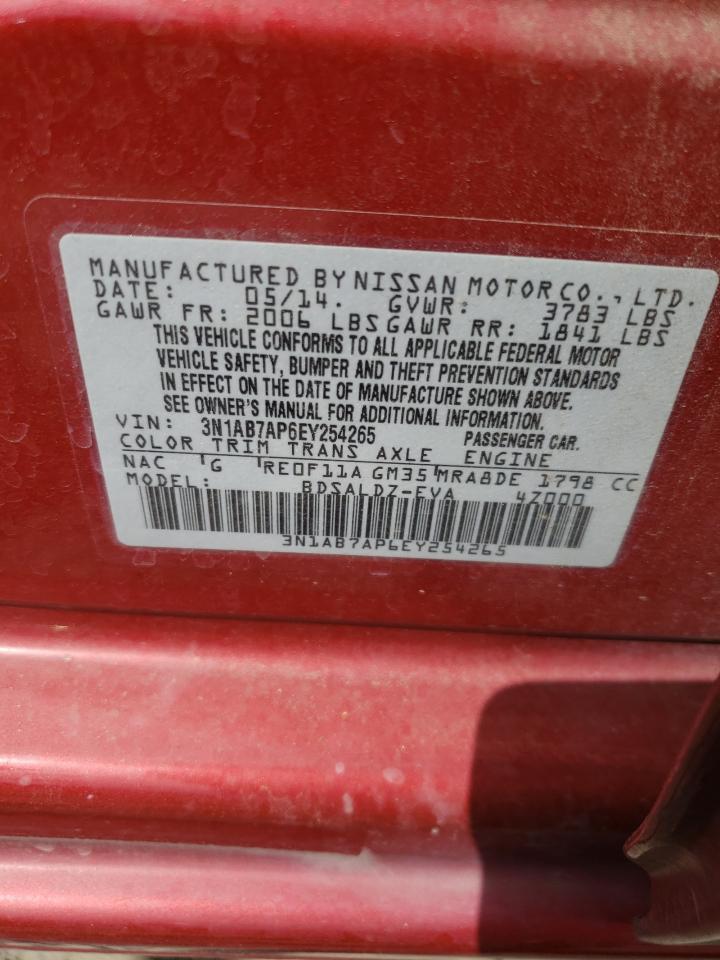 MANUFACTURED BY NISSAN MOTOR CO., LTD.
DATE: 05/14. GVWR: 3783 LBS
GAWR FR: 2006 LBS GAWR RR: 1841 LBS
THIS VEHICLE CONFORMS TO ALL APPLICABLE FEDERAL MOTOR
VEHICLE SAFETY, BUMPER AND THEFT PREVENTION STANDARDS
IN EFFECT ON THE DATE OF MANUFACTURE SHOWN ABOVE.
SEE OWNER'S MANUAL FOR ADDITIONAL INFORMATION.
VIN: 3N1AB7AP6EY254265 PASSENGER CAR.
COLOR TRIM TRANS AXLE ENGINE
NAC G RE0F11A GM35 MRA8DE 1798 CC
MODEL: BDSALDZ-EVA 4Z000
3N1AB7AP6EY254265